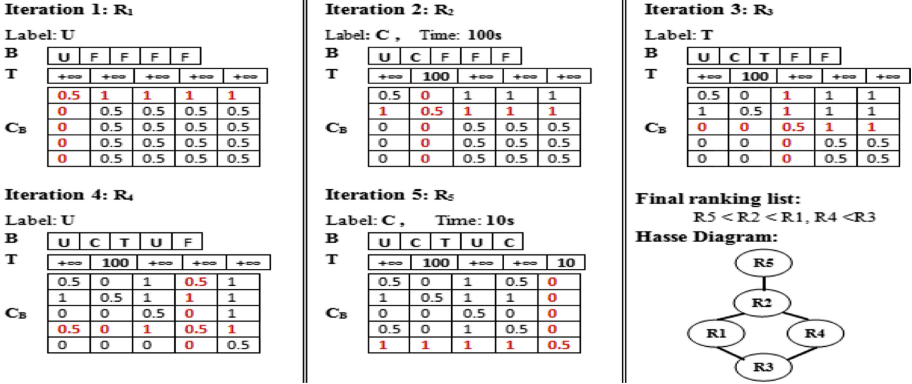 Iteration 1: R₁
Label: U
B U F F F F
T +∞ +∞ +∞ +∞ +∞
0.5 1 1 1 1
0 0.5 0.5 0.5 0.5
C_B 0 0.5 0.5 0.5 0.5
0 0.5 0.5 0.5 0.5
0 0.5 0.5 0.5 0.5
Iteration 2: R₂
Label: C , Time: 100s
B U C F F F
T +∞ 100 +∞ +∞ +∞
0.5 0 1 1 1
1 0.5 1 1 1
C_B 0 0 0.5 0.5 0.5
0 0 0.5 0.5 0.5
0 0 0.5 0.5 0.5
Iteration 3: R₃
Label: T
B U C T F F
T +∞ 100 +∞ +∞ +∞
0.5 0 1 1 1
1 0.5 1 1 1
C_B 0 0 0.5 1 1
0 0 0 0.5 0.5
0 0 0 0.5 0.5
Iteration 4: R₄
Label: U
B U C T U F
T +∞ 100 +∞ +∞ +∞
0.5 0 1 0.5 1
1 0.5 1 1 1
C_B 0 0 0.5 0 1
0.5 0 1 0.5 1
0 0 0 0 0.5
Iteration 5: R₅
Label: C , Time: 10s
B U C T U C
T +∞ 100 +∞ +∞ 10
0.5 0 1 0.5 0
1 0.5 1 1 0
C_B 0 0 0.5 0 0
0.5 0 1 0.5 0
1 1 1 1 0.5
Final ranking list:
R5 < R2 < R1, R4 <R3
Hasse Diagram:
R5
R2
R1 R4
R3